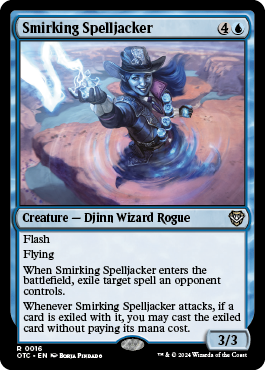 Smirking Spelljacker 4
Creature — Djinn Wizard Rogue
Flash
Flying
When Smirking Spelljacker enters the
battlefield, exile target spell an opponent
controls.
Whenever Smirking Spelljacker attacks, if a
card is exiled with it, you may cast the exiled
card without paying its mana cost.
3/3
R 0016
OTC • EN Borja Pindado
™ & © 2024 Wizards of the Coast